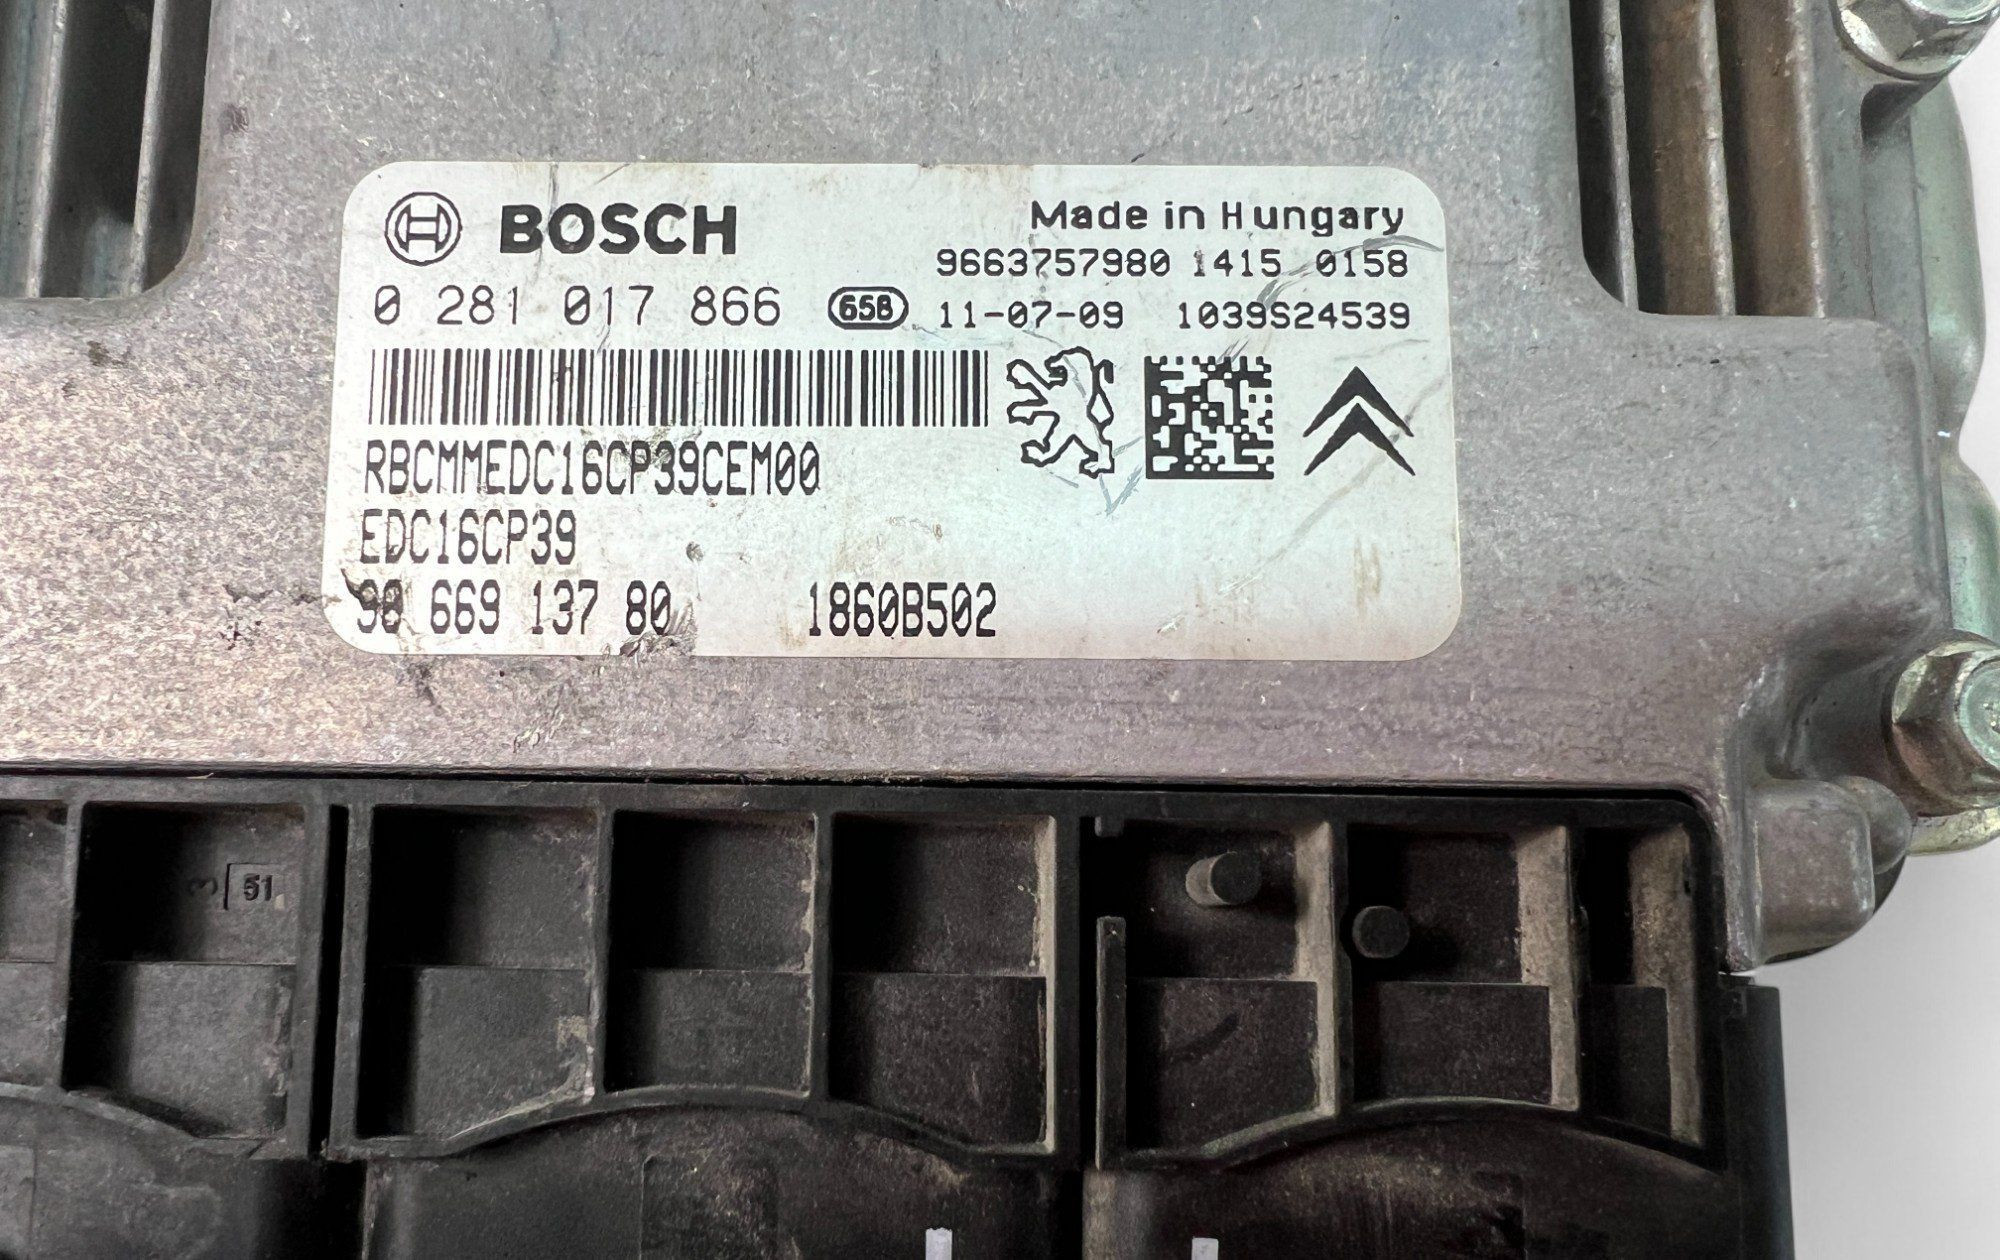 BOSCH
Made in Hungary
9663757980 1415 0158
0 281 017 866 658 11-07-09 1039S24539
RBCMMEDC16CP39CEM00
EDC16CP39
98 669 137 80 1860B502
3 51